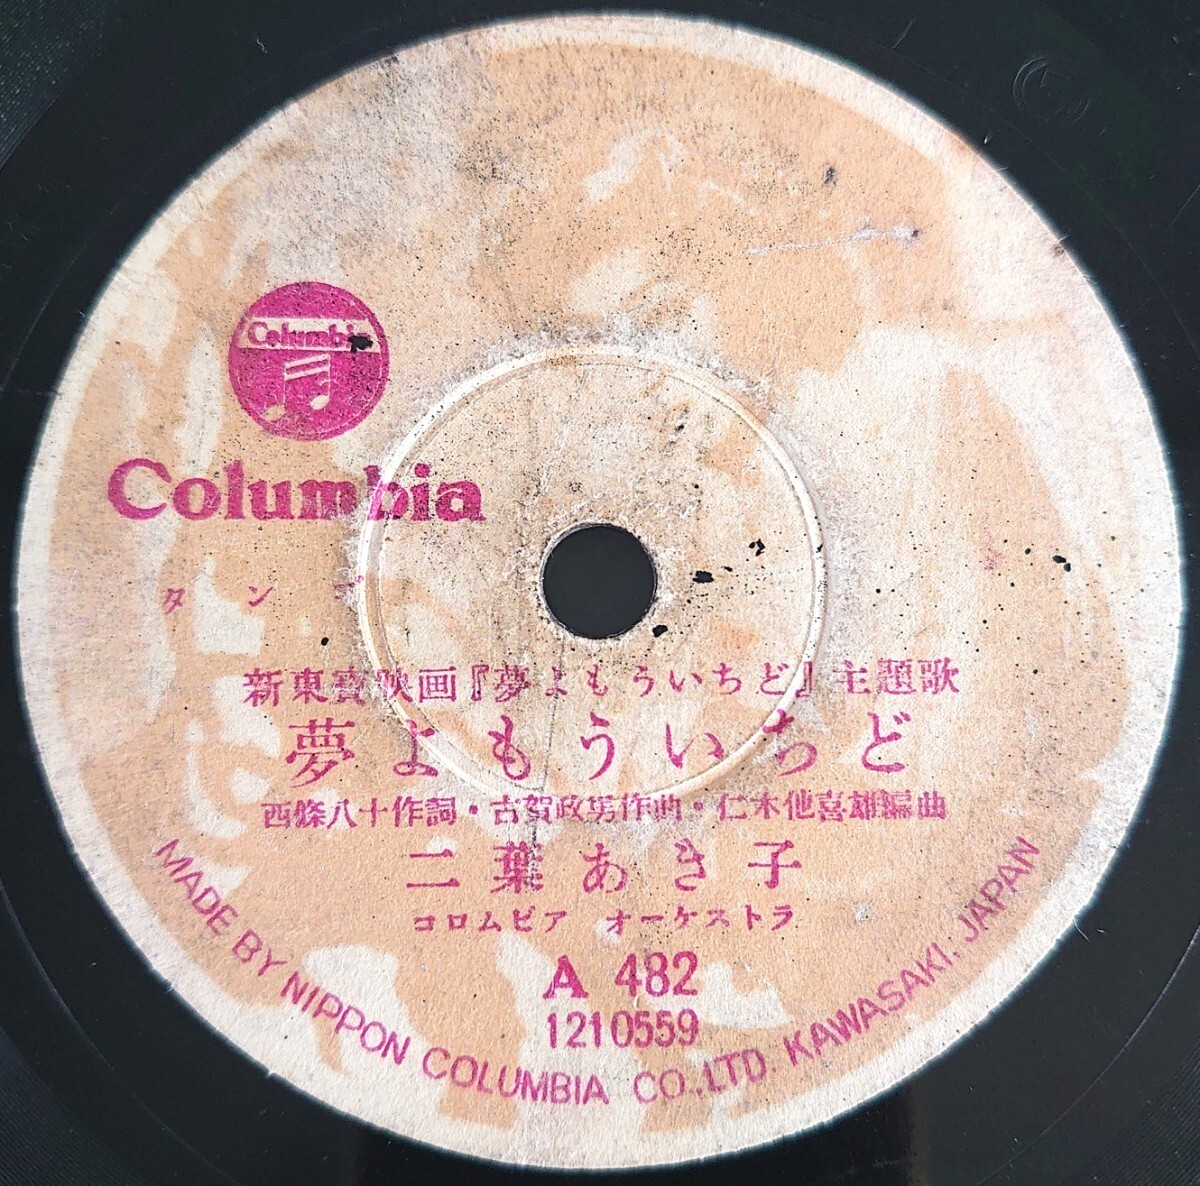 Columbia
Columbia
タンゴ
新東寳映画『夢よもういちど』主題歌
夢よもういちど
西條八十作詞・古賀政男作曲・仁木他喜雄編曲
二葉あき子
コロムビア オーケストラ
A 482
1210559
MADE BY NIPPON COLUMBIA CO.,LTD. KAWASAKI, JAPAN